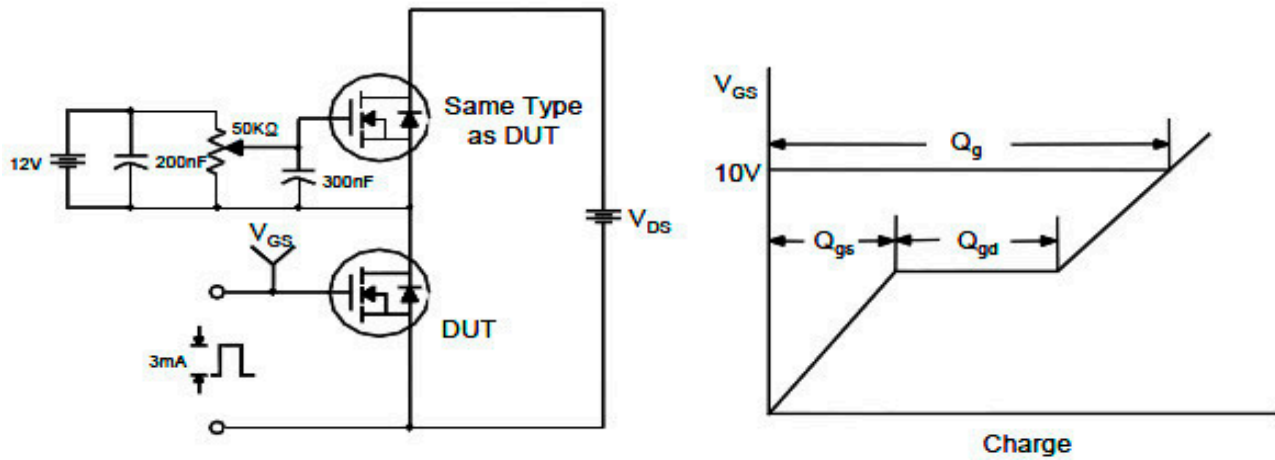 Same Type
as DUT
50KΩ
12V
200nF
300nF
VGS
VDS
DUT
3mA
VGS
Qg
10V
Qgs
Qgd
Charge